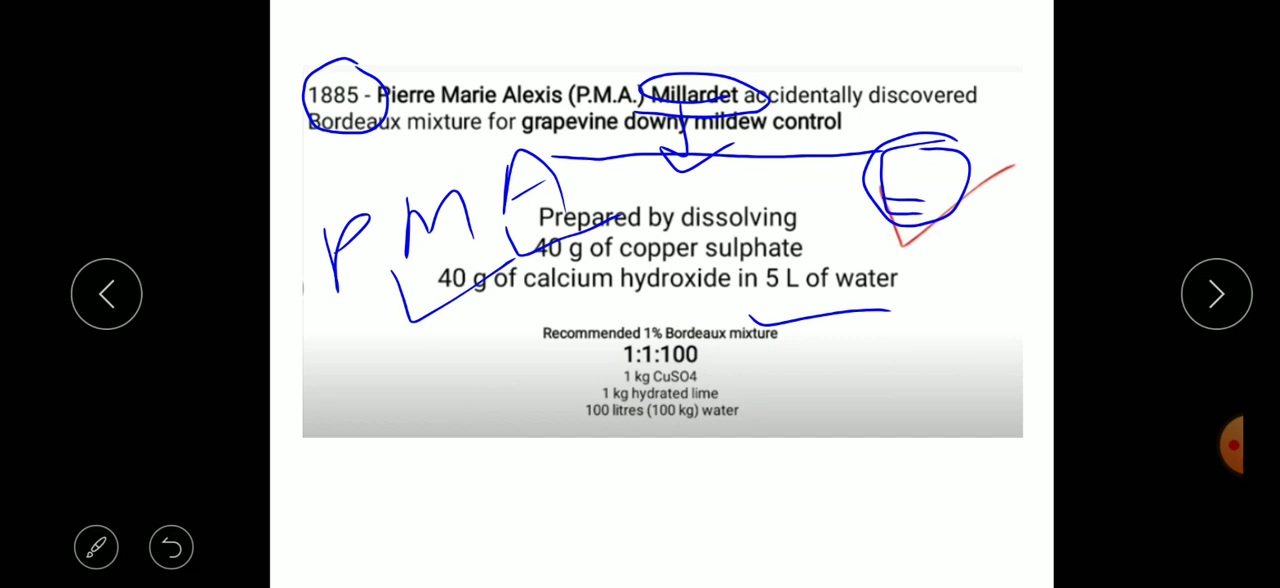 1885 - Pierre Marie Alexis (P.M.A.) Millardet accidentally discovered
Bordeaux mixture for grapevine downy mildew control
P M A
Prepared by dissolving
40 g of copper sulphate
40 g of calcium hydroxide in 5 L of water
Recommended 1% Bordeaux mixture
1:1:100
1 kg CuSO4
1 kg hydrated lime
100 litres (100 kg) water